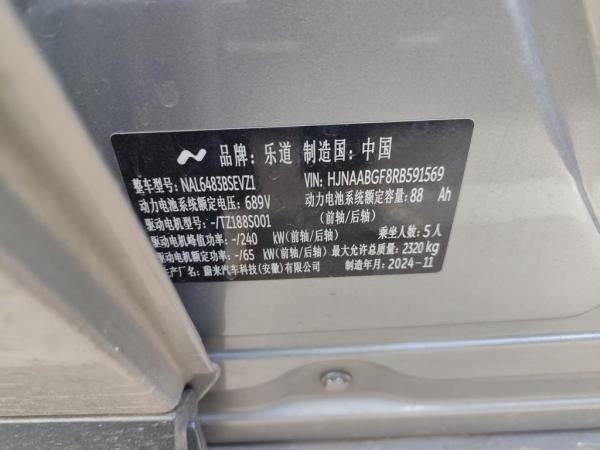 品牌：乐道 制造国：中国
整车型号：NAL6483BSEVZ1 VIN：HJNAABGF8RB591569
动力电池系统额定电压：689V 动力电池系统额定容量：88 Ah
驱动电机型号：-/TZ188S001 （前轴/后轴）
驱动电机峰值功率：-/240 kW（前轴/后轴） 乘坐人数：5人
驱动电机额定功率：-/65 kW（前轴/后轴） 最大允许总质量：2320 kg
生产厂名：蔚来汽车科技（安徽）有限公司 制造年月：2024-11